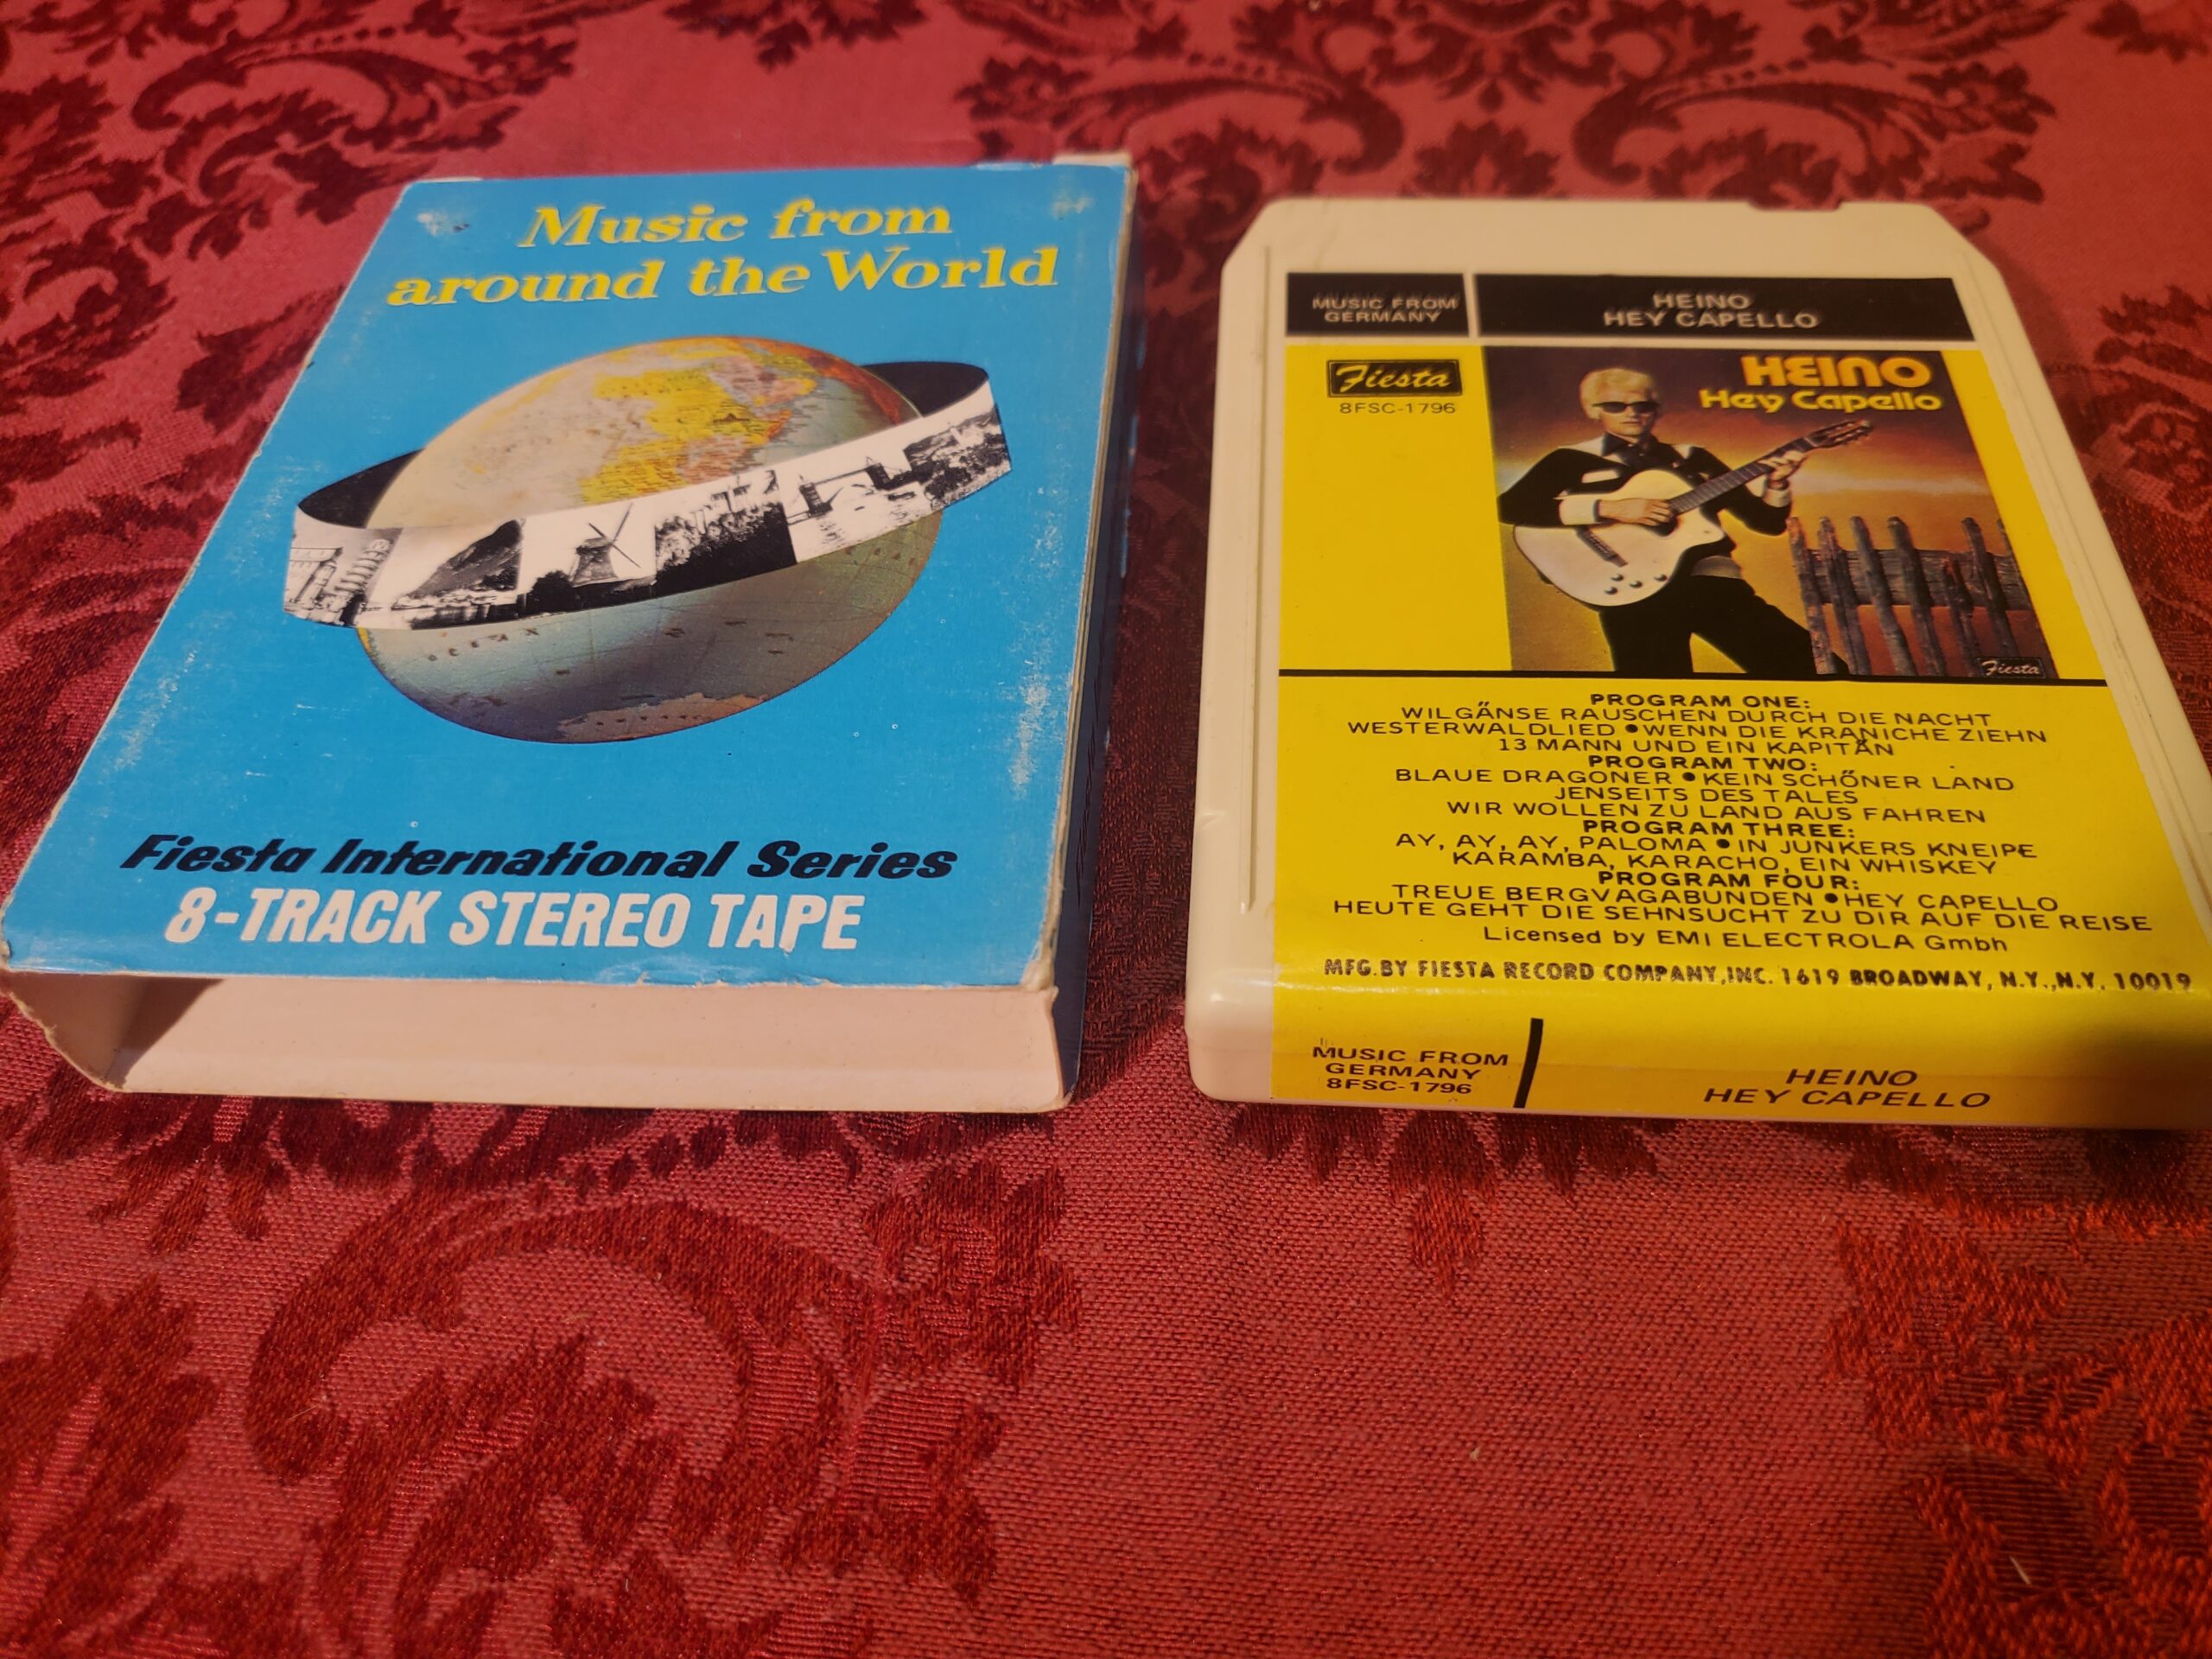 Music from
around the World
Fiesta International Series
8-TRACK STEREO TAPE
MUSIC FROM
GERMANY
HEINO
HEY CAPELLO
Fiesta
8FSC-1796
HEINO
Hey Capello
Fiesta
PROGRAM ONE:
WILGÄNSE RAUSCHEN DURCH DIE NACHT
WESTERWALDLIED • WENN DIE KRANICHE ZIEHN
13 MANN UND EIN KAPITÄN
PROGRAM TWO:
BLAUE DRAGONER • KEIN SCHÖNER LAND
JENSEITS DES TALES
WIR WOLLEN ZU LAND AUS FAHREN
PROGRAM THREE:
AY, AY, AY, PALOMA • IN JUNKERS KNEIPE
KARAMBA, KARACHO, EIN WHISKEY
PROGRAM FOUR:
TREUE BERGVAGABUNDEN • HEY CAPELLO
HEUTE GEHT DIE SEHNSUCHT ZU DIR AUF DIE REISE
Licensed by EMI ELECTROLA Gmbh
MFG. BY FIESTA RECORD COMPANY, INC. 1619 BROADWAY, N.Y., N.Y. 10019
MUSIC FROM
GERMANY
8FSC-1796
HEINO
HEY CAPELLO